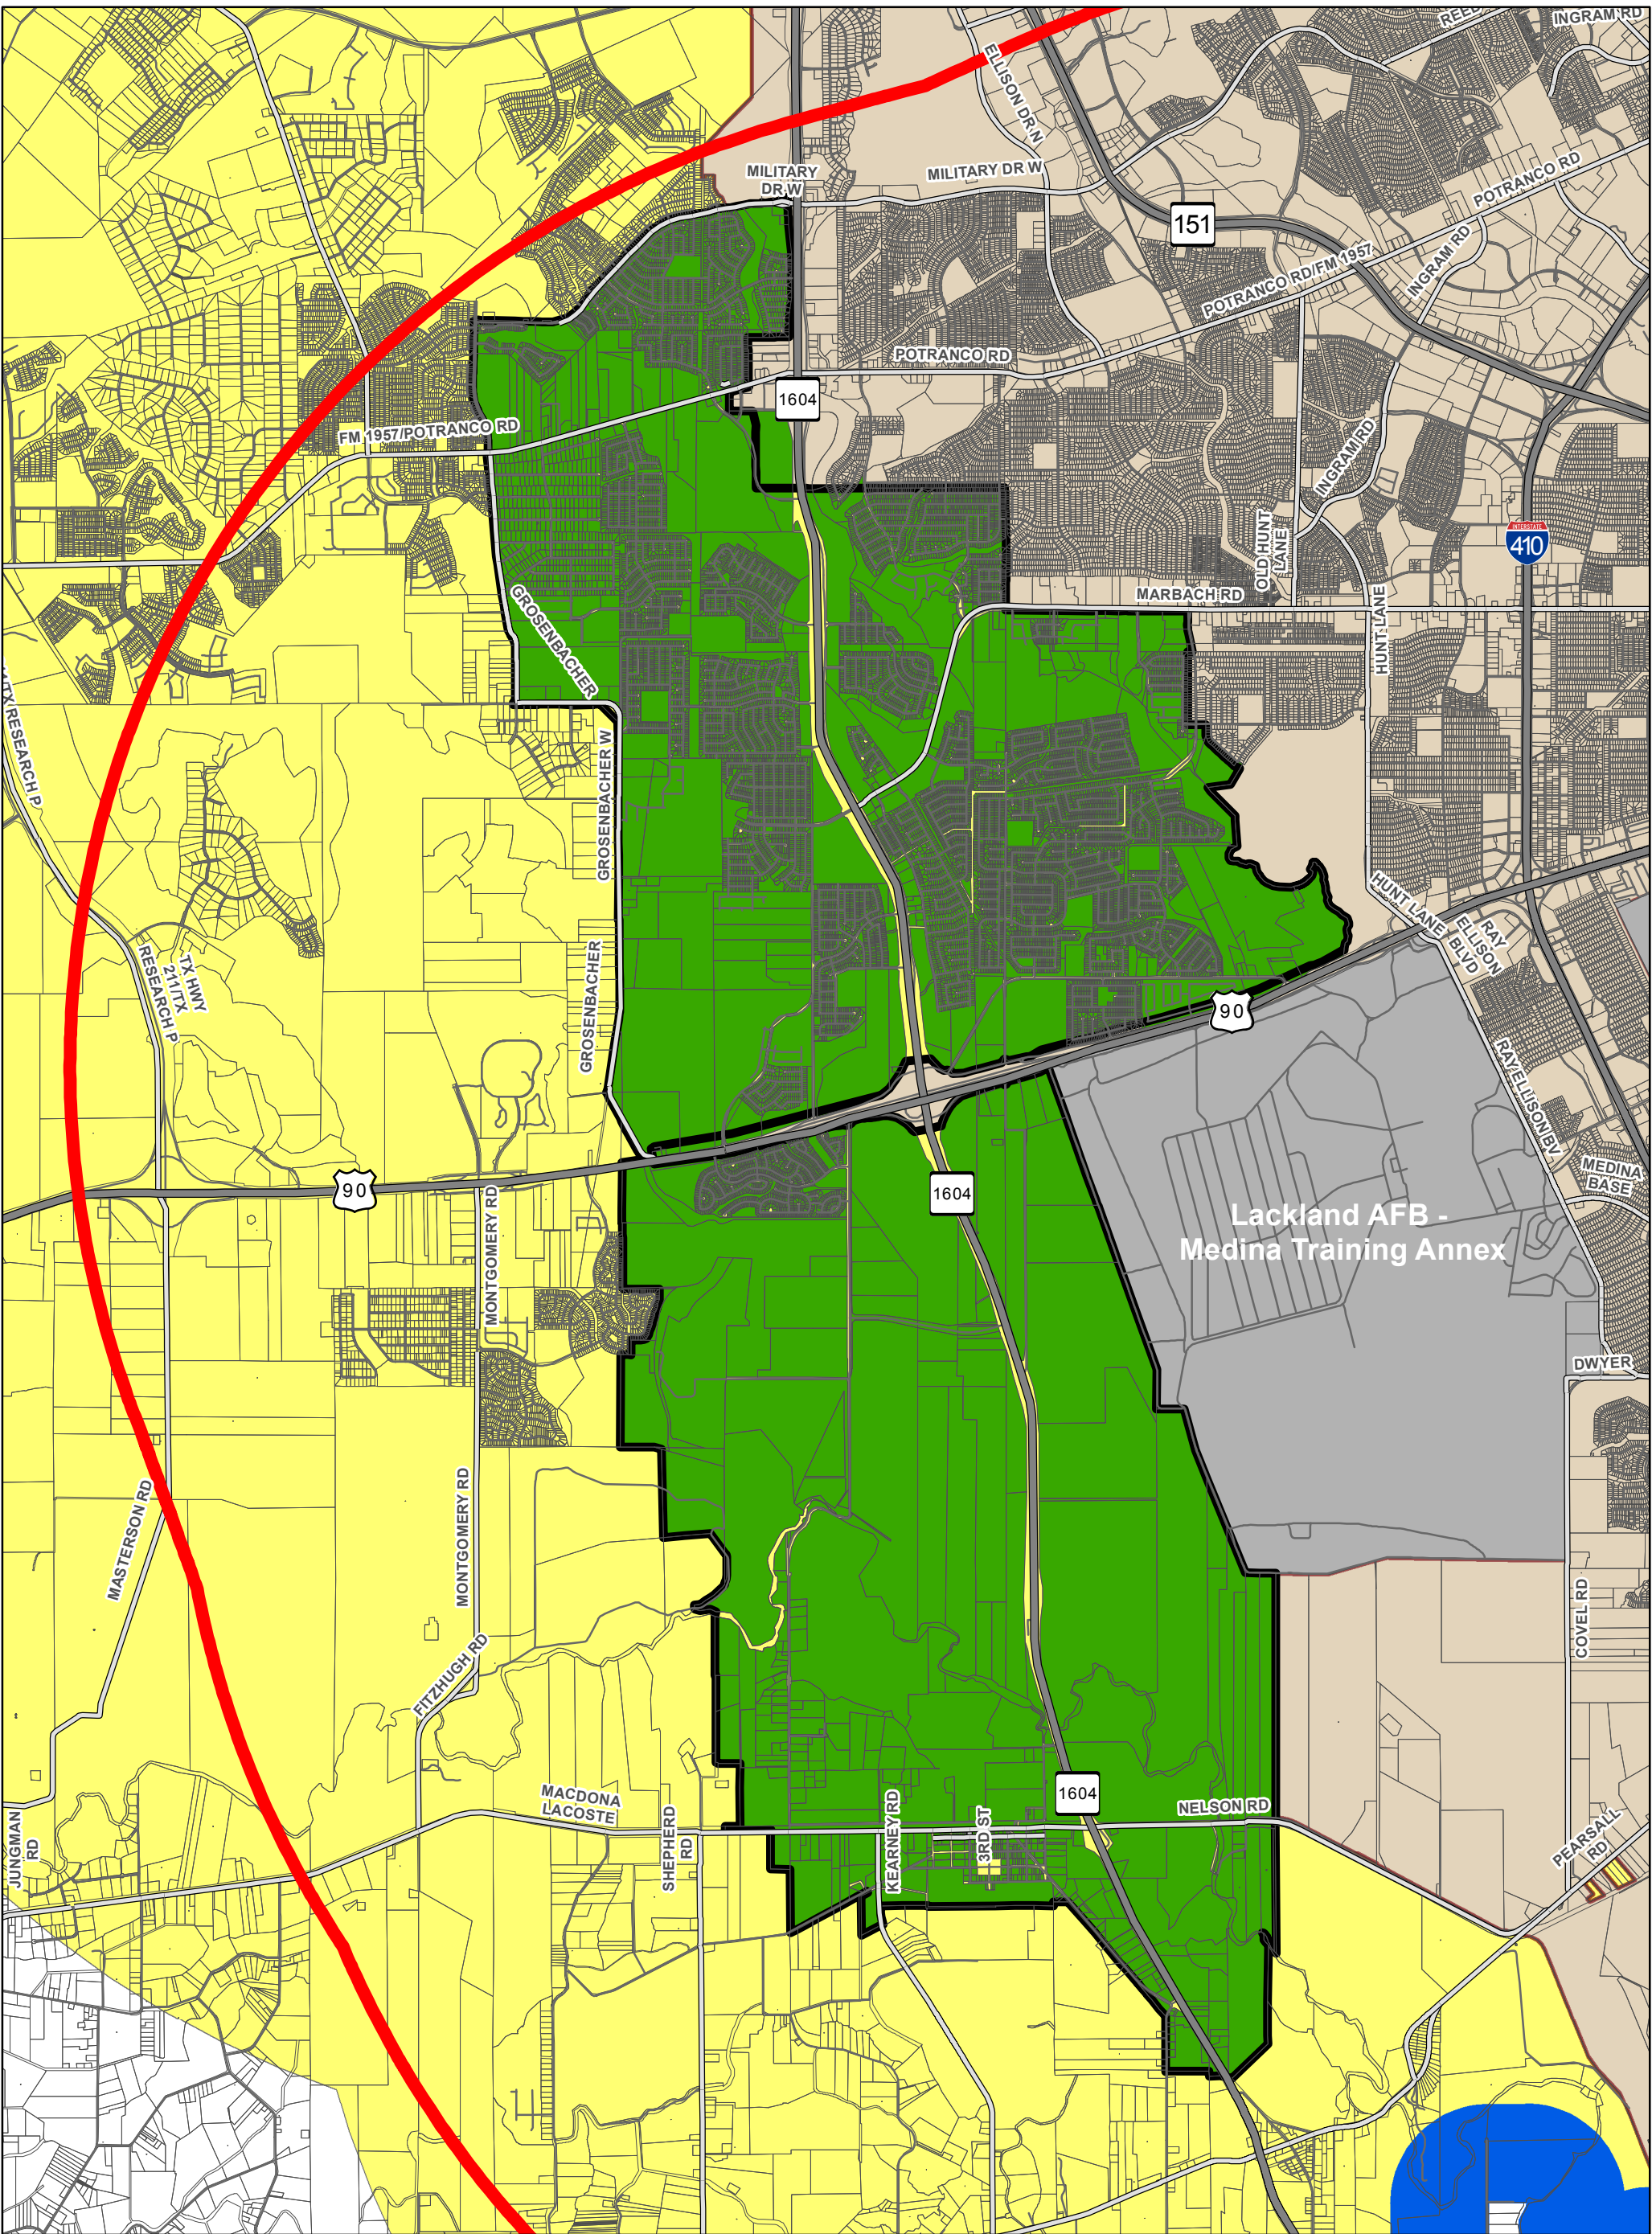 REED
INGRAM RD
ELLISON DR N
MILITARY
DR W
MILITARY DR W
POTRANCO RD
151
INGRAM RD
POTRANCO RD/FM 1957
POTRANCO RD
1604
FM 1957/POTRANCO RD
INGRAM RD
OLD HUNT
LANE
INTERSTATE
410
GROSENBACHER
MARBACH RD
HUNT LANE
RESEARCH P
GROSENBACHER W
HUNT LANE
RAY
ELLISON
BLVD
TX HWY
211/TX
RESEARCH P
GROSENBACHER
90
RAY ELLISON BV
MEDINA
BASE
90
1604
MONTGOMERY RD
Lackland AFB -
Medina Training Annex
DWYER
MASTERSON RD
MONTGOMERY RD
COVEL RD
FITZHUGH RD
MACDONA
LACOSTE
1604
NELSON RD
JUNGMAN
RD
SHEPHERD
RD
KEARNEY RD
3RD ST
PEARSALL
RD